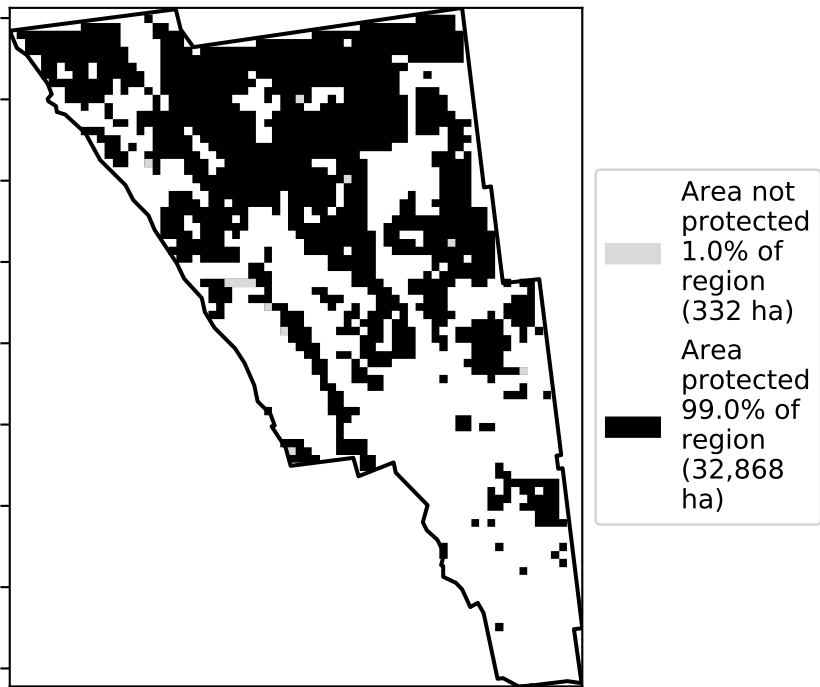 Area not
protected
1.0% of
region
(332 ha)
Area
protected
99.0% of
region
(32,868
ha)